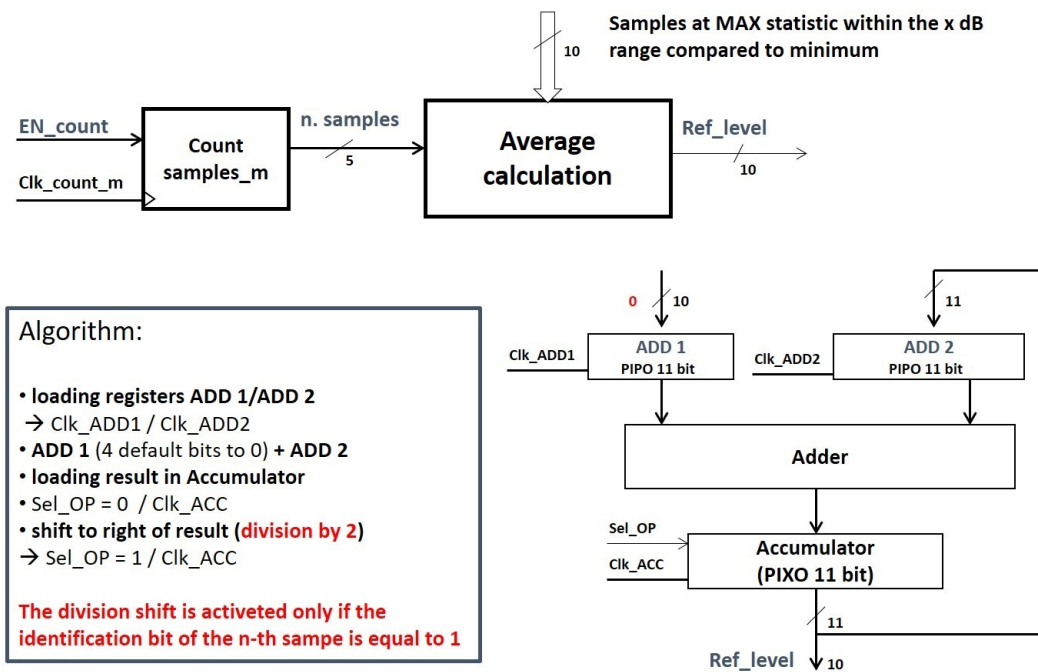 Samples at MAX statistic within the x dB
range compared to minimum
10
EN_count
Clk_count_m
Count
samples_m
n. samples
5
Average
calculation
Ref_level
10
Algorithm:
• loading registers ADD 1/ADD 2
→ Clk_ADD1 / Clk_ADD2
• ADD 1 (4 default bits to 0) + ADD 2
• loading result in Accumulator
• Sel_OP = 0 / Clk_ACC
• shift to right of result (division by 2)
→ Sel_OP = 1 / Clk_ACC
The division shift is activeted only if the
identification bit of the n-th sampe is equal to 1
0
10
11
Clk_ADD1
ADD 1
PIPO 11 bit
Clk_ADD2
ADD 2
PIPO 11 bit
Adder
Sel_OP
Clk_ACC
Accumulator
(PIXO 11 bit)
11
Ref_level
10